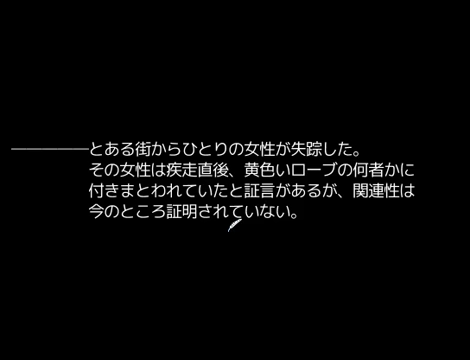 ―――――とある街からひとりの女性が失踪した。
その女性は疾走直後、黄色いローブの何者かに
付きまとわれていたと証言があるが、関連性は
今のところ証明されていない。